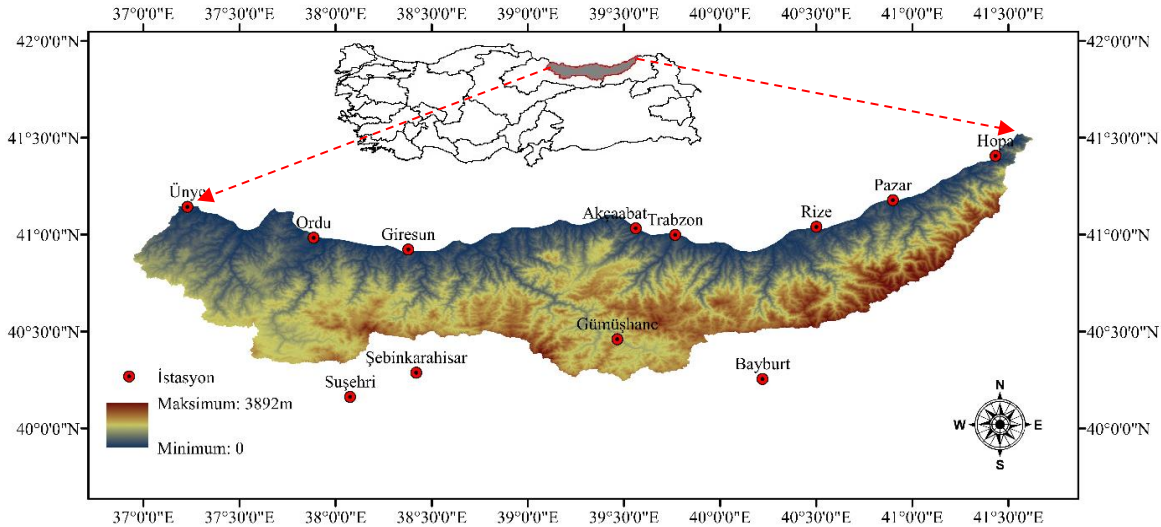 37°0'0"E 37°30'0"E 38°0'0"E 38°30'0"E 39°0'0"E 39°30'0"E 40°0'0"E 40°30'0"E 41°0'0"E 41°30'0"E
42°0'0"N 42°0'0"N
41°30'0"N 41°30'0"N
Hopa
Pazar
Ünye
Ordu Akçaabat Trabzon Rize
Giresun
41°0'0"N 41°0'0"N
Gümüşhane
40°30'0"N 40°30'0"N
Şebinkarahisar Bayburt
Suşehri
İstasyon
Maksimum: 3892m
Minimum: 0
N
W E
S
40°0'0"N 40°0'0"N
37°0'0"E 37°30'0"E 38°0'0"E 38°30'0"E 39°0'0"E 39°30'0"E 40°0'0"E 40°30'0"E 41°0'0"E 41°30'0"E